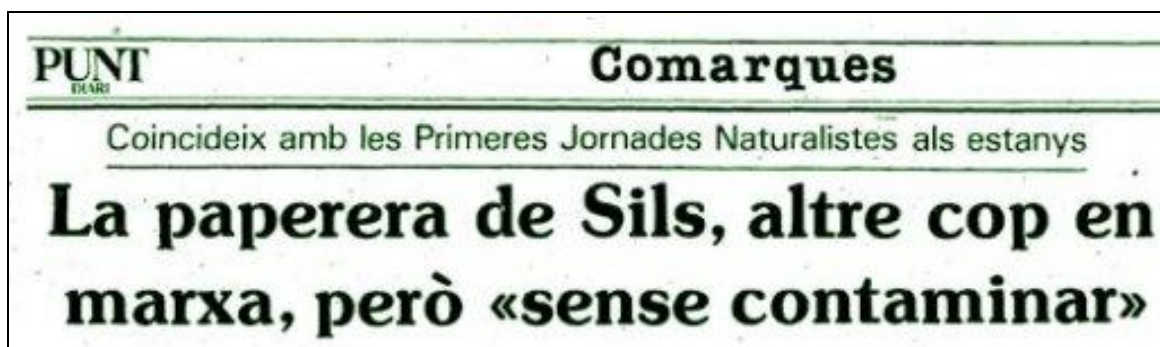 PUNT
DIARI
Comarques
Coincideix amb les Primeres Jornades Naturalistes als estanys
La paperera de Sils, altre cop en
marxa, però «sense contaminar»